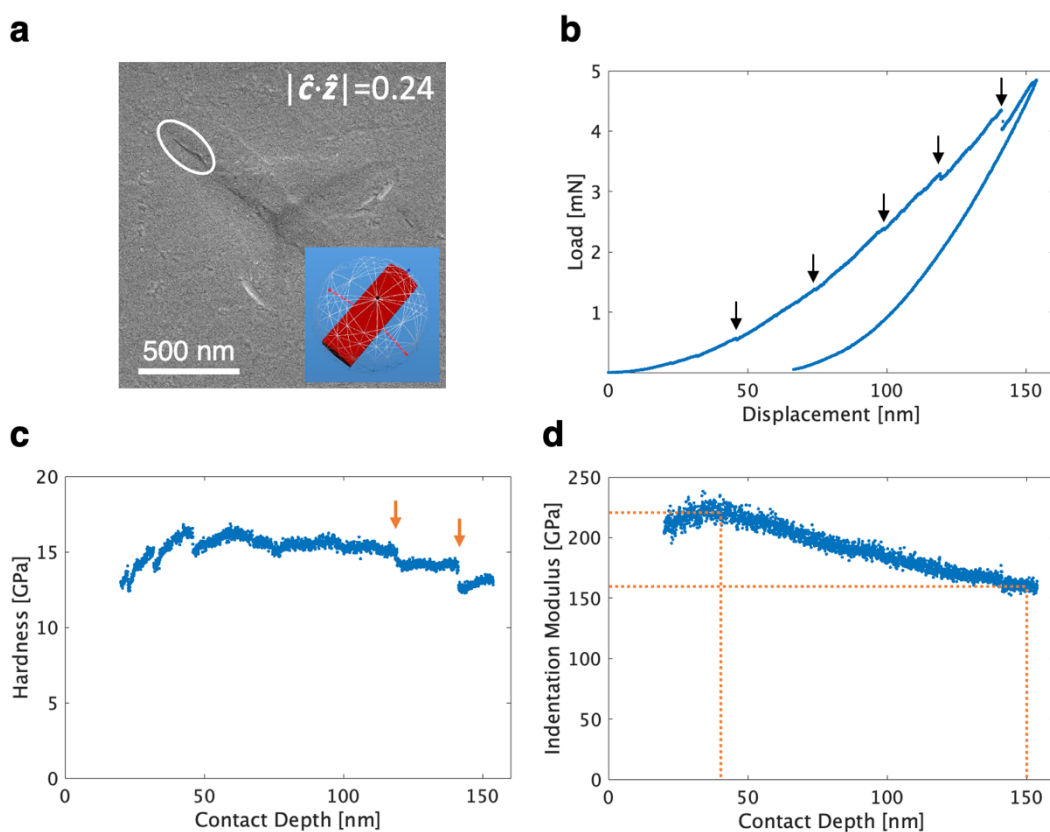 a
|ĉ·ẑ|=0.24
500 nm
b
5
4
3
2
1
Load [mN]
0 50 100 150
Displacement [nm]
c
20
15
10
5
0
Hardness [GPa]
0 50 100 150
Contact Depth [nm]
d
250
200
150
100
50
0
Indentation Modulus [GPa]
0 50 100 150
Contact Depth [nm]